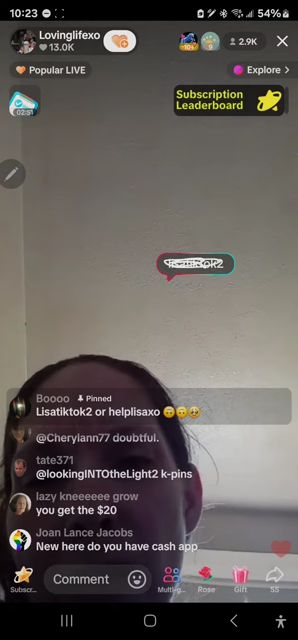 10:23
54%
Lovinglifexo
13.0K
10+
2.9K
Popular LIVE
Explore >
02:51
Subscription
Leaderboard
Boooo Pinned
Lisatiktok2 or helplisaxo 🙃🙃🥹
@Cherylann77 doubtful.
tate371
@lookingINTOtheLight2 k-pins
lazy kneeeeee grow
you get the $20
Joan Lance Jacobs
New here do you have cash app
Subscr...
Comment
Multi-g...
Rose
Gift